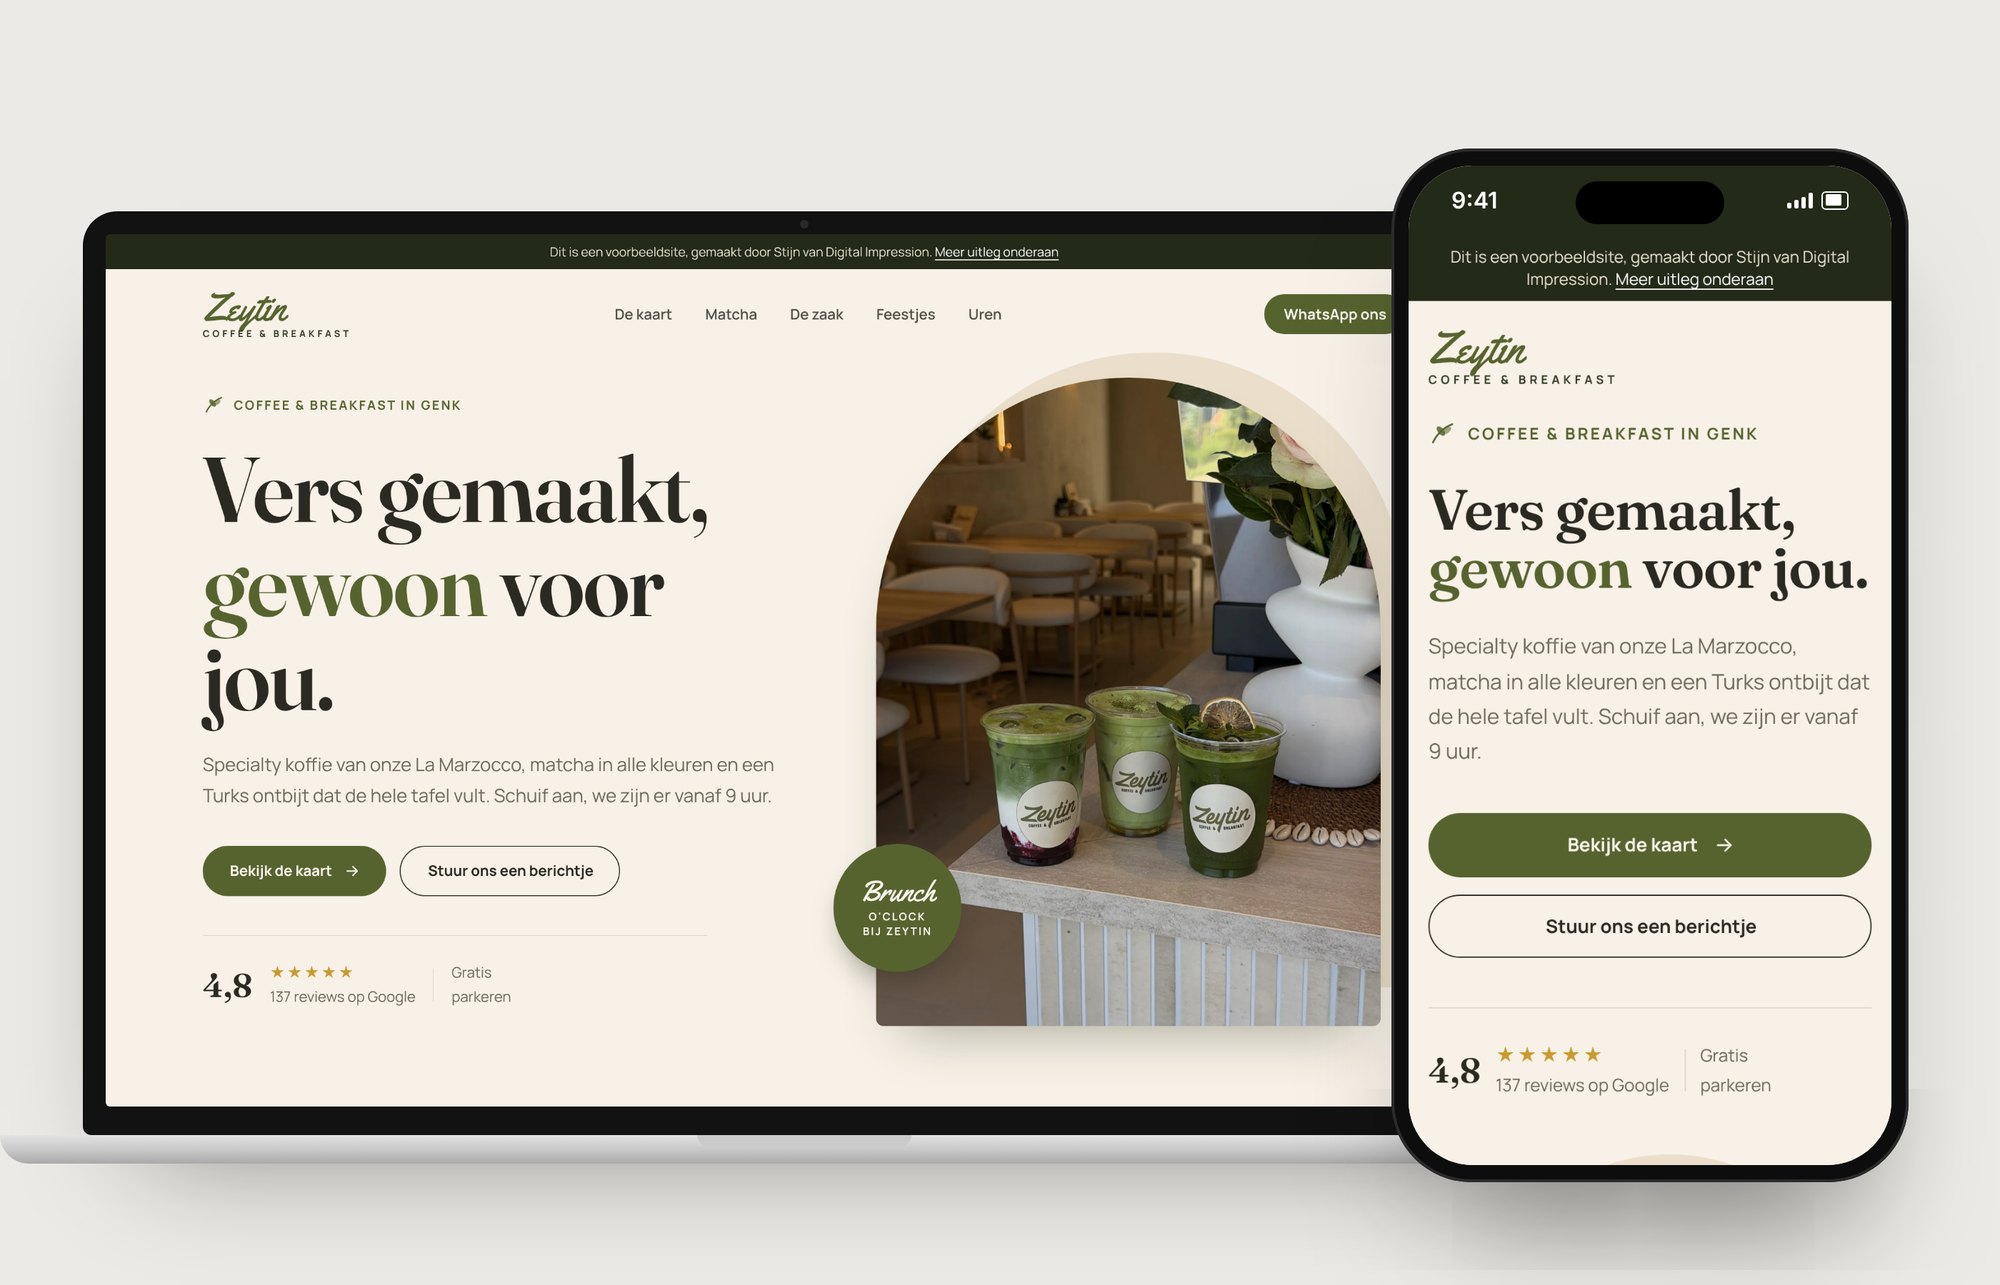 Dit is een voorbeeldsite, gemaakt door Stijn van Digital Impression. Meer uitleg onderaan
Zeytin
COFFEE & BREAKFAST
De kaart
Matcha
De zaak
Feestjes
Uren
WhatsApp ons
COFFEE & BREAKFAST IN GENK
Vers gemaakt,
gewoon voor
jou.
Specialty koffie van onze La Marzocco, matcha in alle kleuren en een
Turks ontbijt dat de hele tafel vult. Schuif aan, we zijn er vanaf 9 uur.
Bekijk de kaart →
Stuur ons een berichtje
4,8
★★★★★
137 reviews op Google
Gratis
parkeren
Zeytin
COFFEE & BREAKFAST
Zeytin
COFFEE & BREAKFAST
Zeytin
COFFEE & BREAKFAST
Brunch
O'CLOCK
BIJ ZEYTIN
9:41
Dit is een voorbeeldsite, gemaakt door Stijn van Digital
Impression. Meer uitleg onderaan
Zeytin
COFFEE & BREAKFAST
COFFEE & BREAKFAST IN GENK
Vers gemaakt,
gewoon voor jou.
Specialty koffie van onze La Marzocco,
matcha in alle kleuren en een Turks ontbijt dat
de hele tafel vult. Schuif aan, we zijn er vanaf
9 uur.
Bekijk de kaart →
Stuur ons een berichtje
4,8
★★★★★
137 reviews op Google
Gratis
parkeren